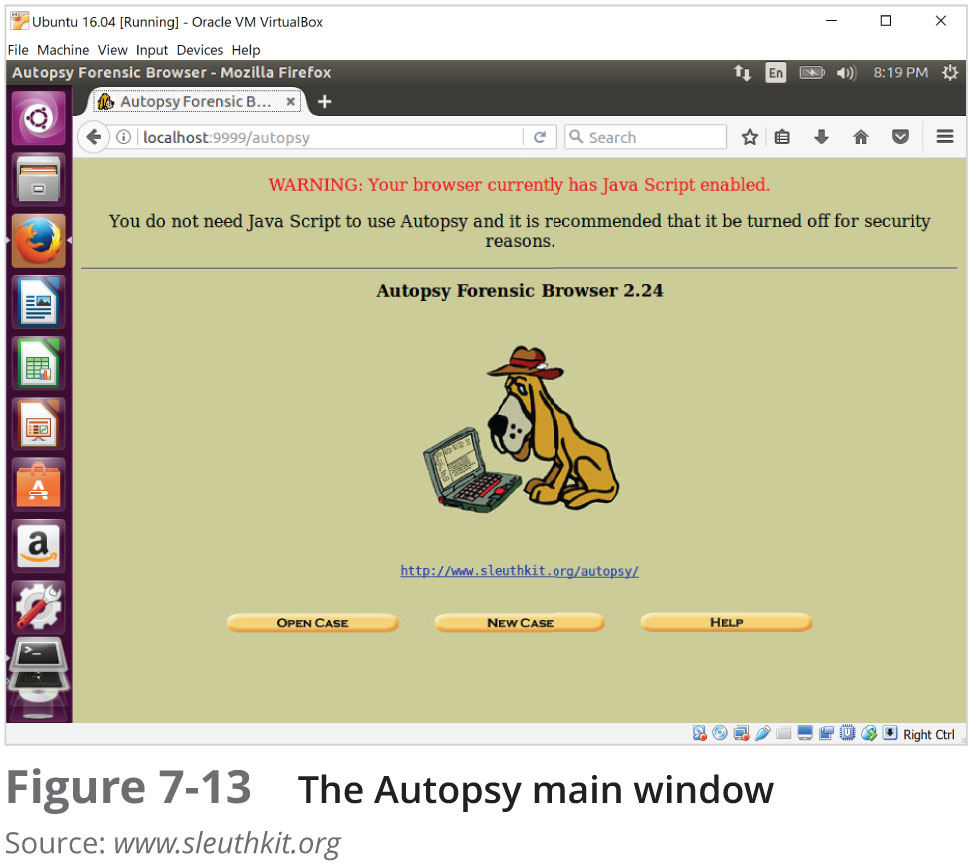 Ubuntu 16.04 [Running] - Oracle VM VirtualBox
File Machine View Input Devices Help
Autopsy Forensic Browser - Mozilla Firefox
En
8:19 PM
Autopsy Forensic B...
localhost:9999/autopsy
Search
WARNING: Your browser currently has Java Script enabled.
You do not need Java Script to use Autopsy and it is recommended that it be turned off for security
reasons.
Autopsy Forensic Browser 2.24
http://www.sleuthkit.org/autopsy/
OPEN CASE
NEW CASE
HELP
Right Ctrl
Figure 7-13 The Autopsy main window
Source: www.sleuthkit.org